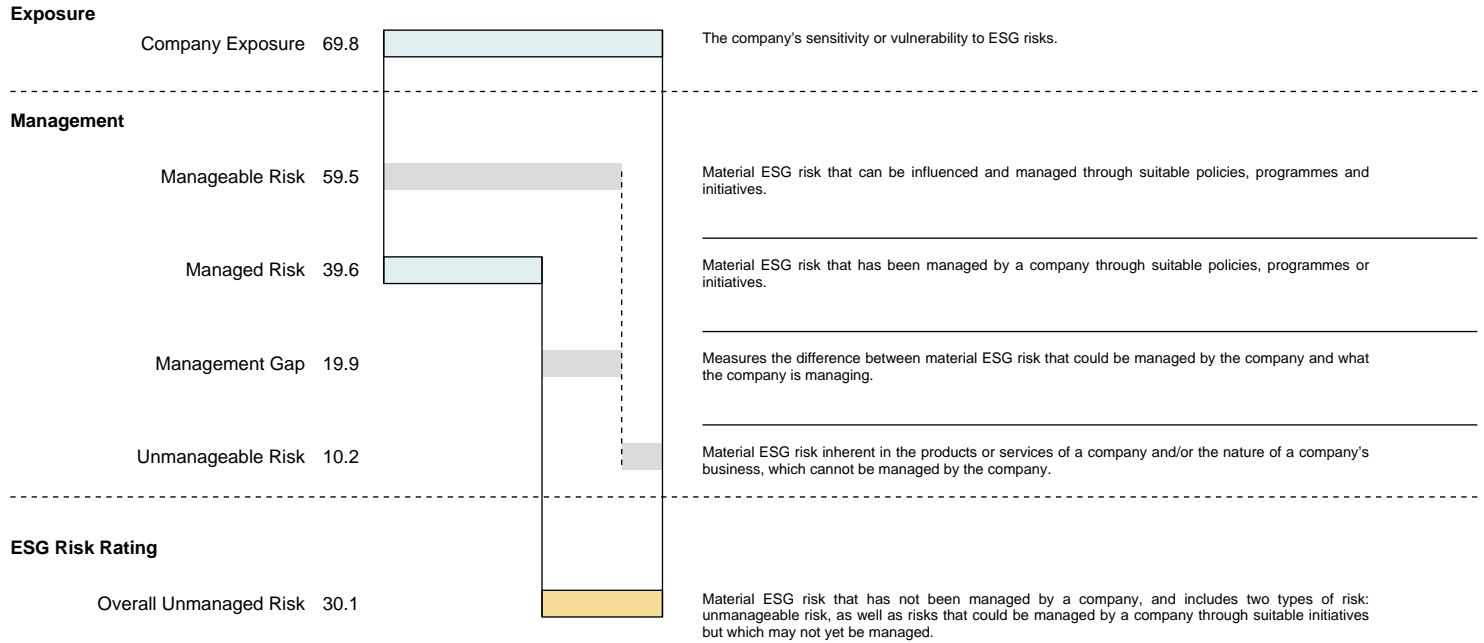 Exposure
Company Exposure 69.8
The company’s sensitivity or vulnerability to ESG risks.
Management
Manageable Risk 59.5
Material ESG risk that can be influenced and managed through suitable policies, programmes and
initiatives.
Managed Risk 39.6
Material ESG risk that has been managed by a company through suitable policies, programmes or
initiatives.
Management Gap 19.9
Measures the difference between material ESG risk that could be managed by the company and what
the company is managing.
Unmanageable Risk 10.2
Material ESG risk inherent in the products or services of a company and/or the nature of a company’s
business, which cannot be managed by the company.
ESG Risk Rating
Overall Unmanaged Risk 30.1
Material ESG risk that has not been managed by a company, and includes two types of risk:
unmanageable risk, as well as risks that could be managed by a company through suitable initiatives
but which may not yet be managed.